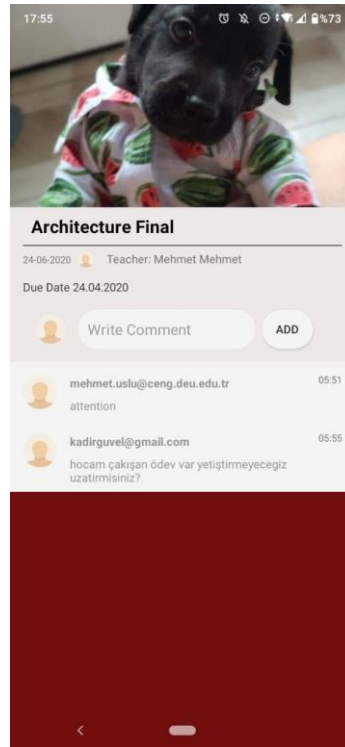 17:55
%73
Architecture Final
24-06-2020 Teacher: Mehmet Mehmet
Due Date 24.04.2020
Write Comment ADD
mehmet.uslu@ceng.deu.edu.tr 05:51
attention
kadirguvel@gmail.com 05:55
hocam çakışan ödev var yetiştirmeyecegiz
uzatirmisiniz?